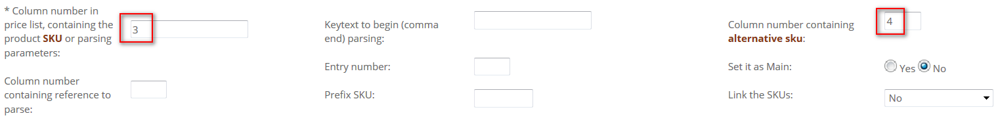 * Column number in
price list, containing the
product SKU or parsing
parameters:
3
Column number
containing reference to
parse:
Keytext to begin (comma
end) parsing:
Entry number:
Prefix SKU:
Column number containing
alternative sku:
4
Set it as Main:
Yes No
Link the SKUs:
No